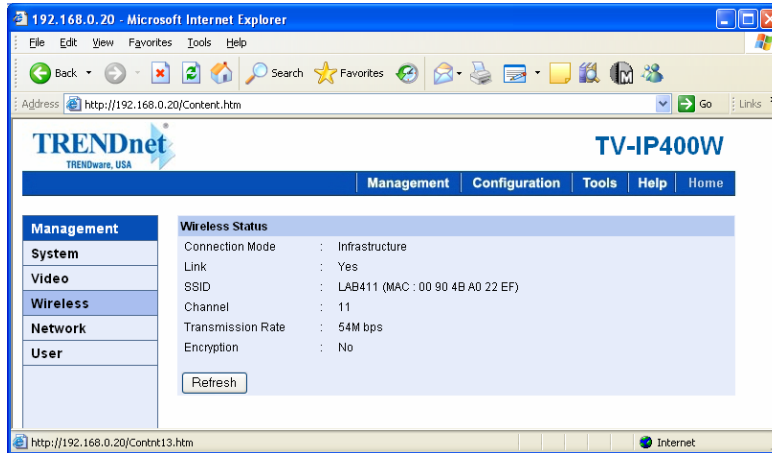 192.168.0.20 - Microsoft Internet Explorer
File Edit View Favorites Tools Help
Back Search Favorites
Address http://192.168.0.20/Content.htm Go Links
TRENDnet
TRENDware, USA
TV-IP400W
Management Configuration Tools Help Home
Management
System
Video
Wireless
Network
User
Wireless Status
Connection Mode : Infrastructure
Link : Yes
SSID : LAB411 (MAC : 00 90 4B A0 22 EF)
Channel : 11
Transmission Rate : 54M bps
Encryption : No
Refresh
http://192.168.0.20/Contnt13.htm Internet